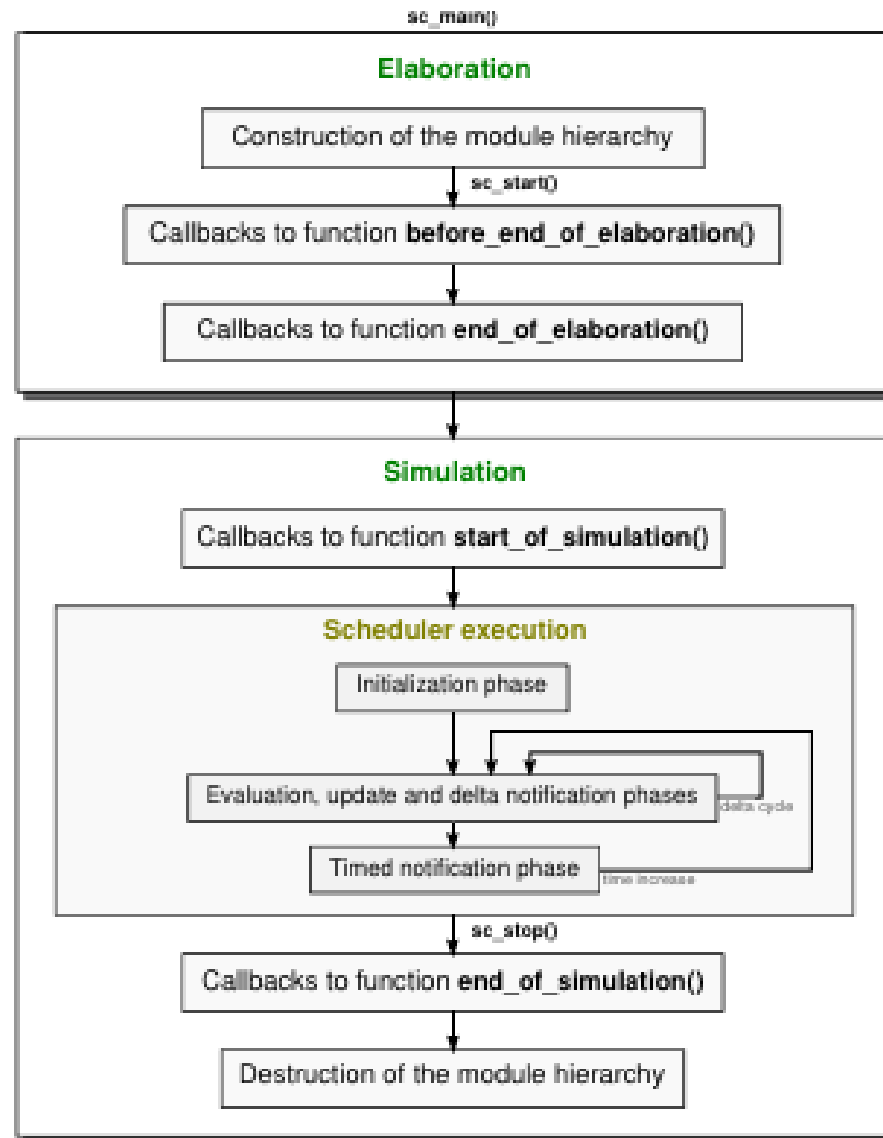 sc_main()
Elaboration
Construction of the module hierarchy
sc_start()
Callbacks to function before_end_of_elaboration()
Callbacks to function end_of_elaboration()
Simulation
Callbacks to function start_of_simulation()
Scheduler execution
Initialization phase
Evaluation, update and delta notification phases
delta cycle
Timed notification phase
time increase
sc_stop()
Callbacks to function end_of_simulation()
Destruction of the module hierarchy